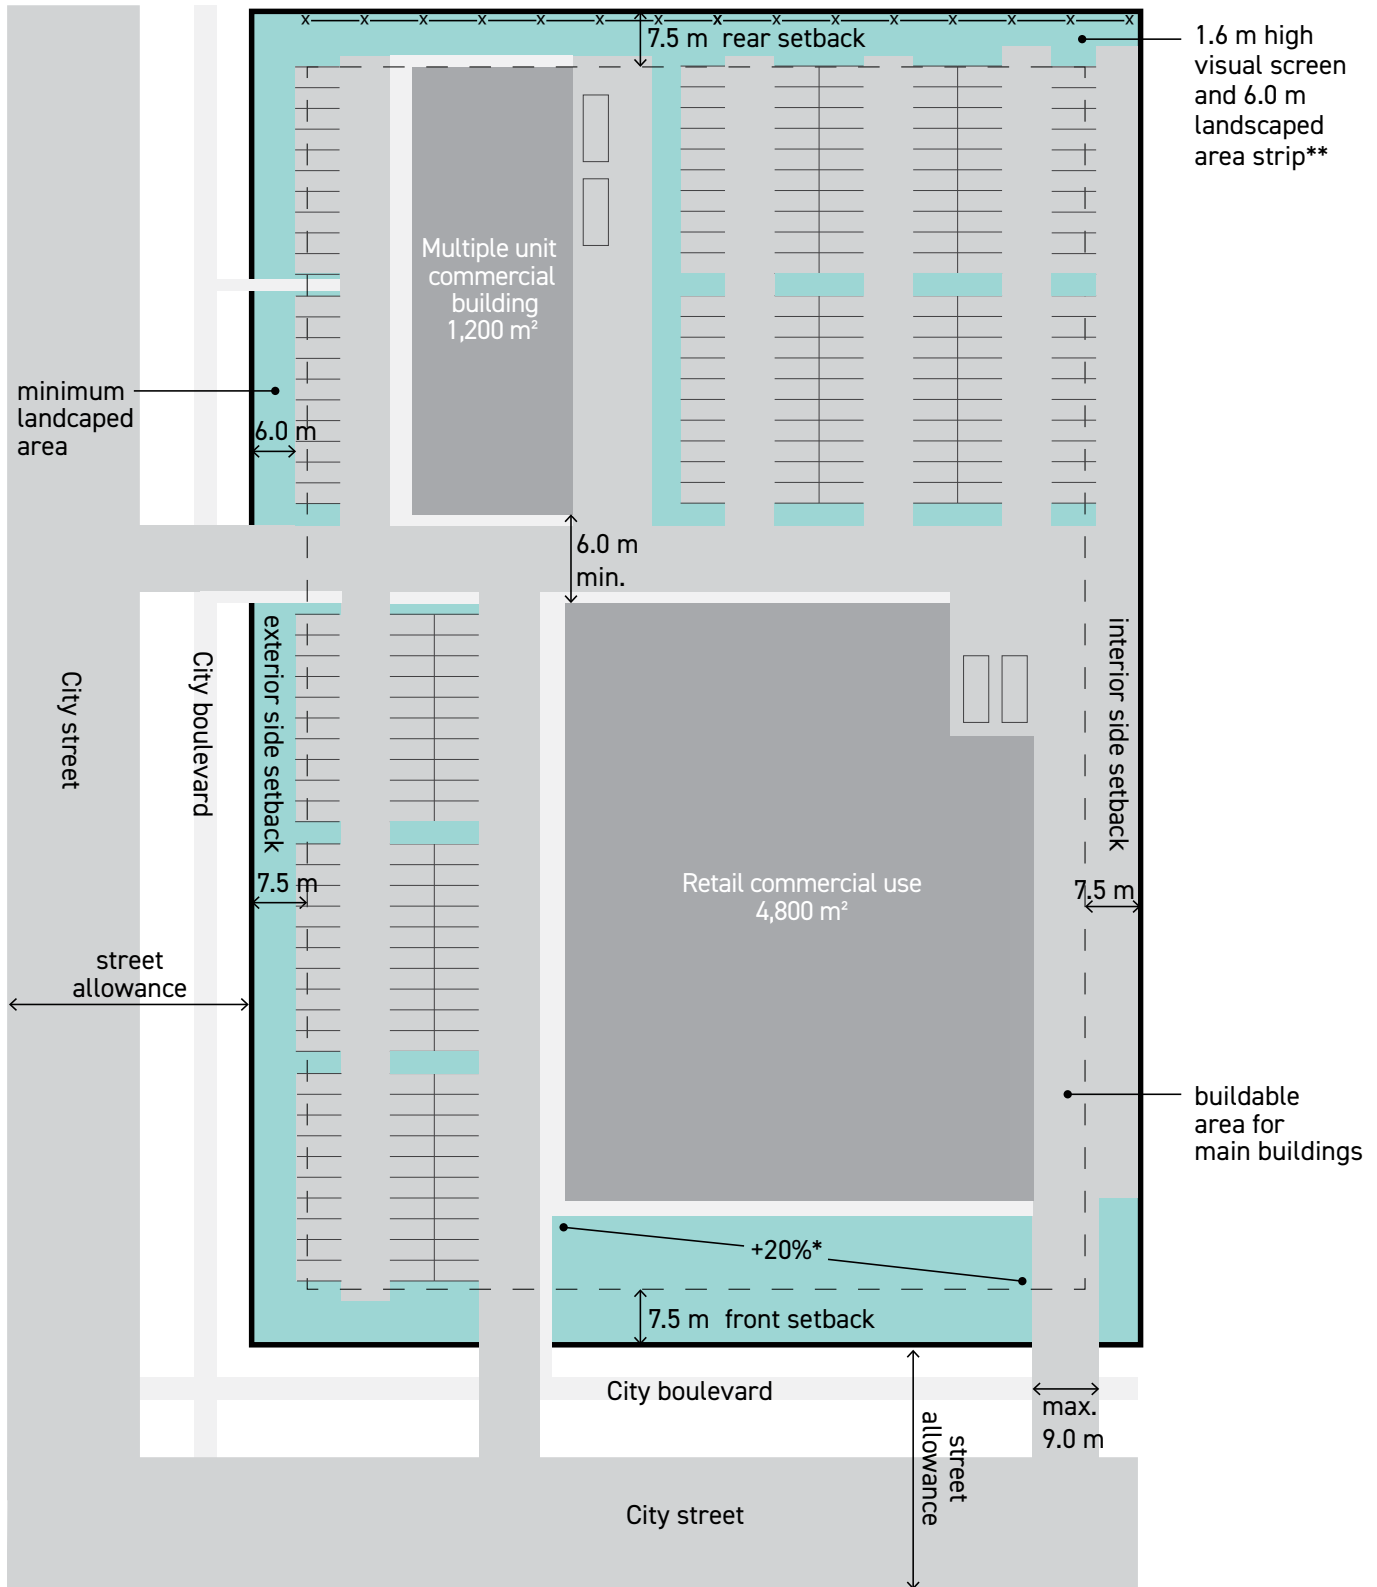 7.5 m rear setback
1.6 m high
visual screen
and 6.0 m
landscaped
area strip**
Multiple unit
commercial
building
1,200 m²
minimum
landcaped
area
6.0 m
6.0 m
min.
exterior side setback
interior side setback
City street
City boulevard
7.5 m
Retail commercial use
4,800 m²
7.5 m
street
allowance
buildable
area for
main buildings
+20%*
7.5 m front setback
City boulevard
max.
9.0 m
street
allowance
City street